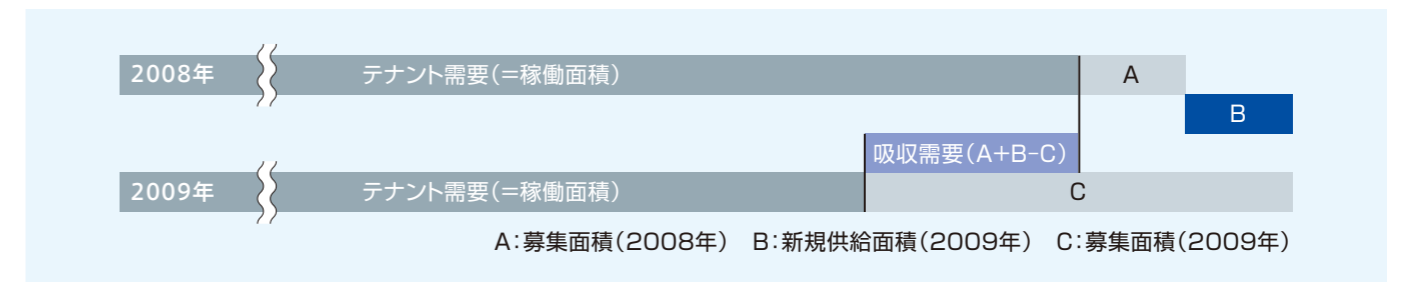 2008年 テナント需要(=稼働面積) A
B
吸収需要(A+B-C)
2009年 テナント需要(=稼働面積) C
A:募集面積(2008年) B:新規供給面積(2009年) C:募集面積(2009年)